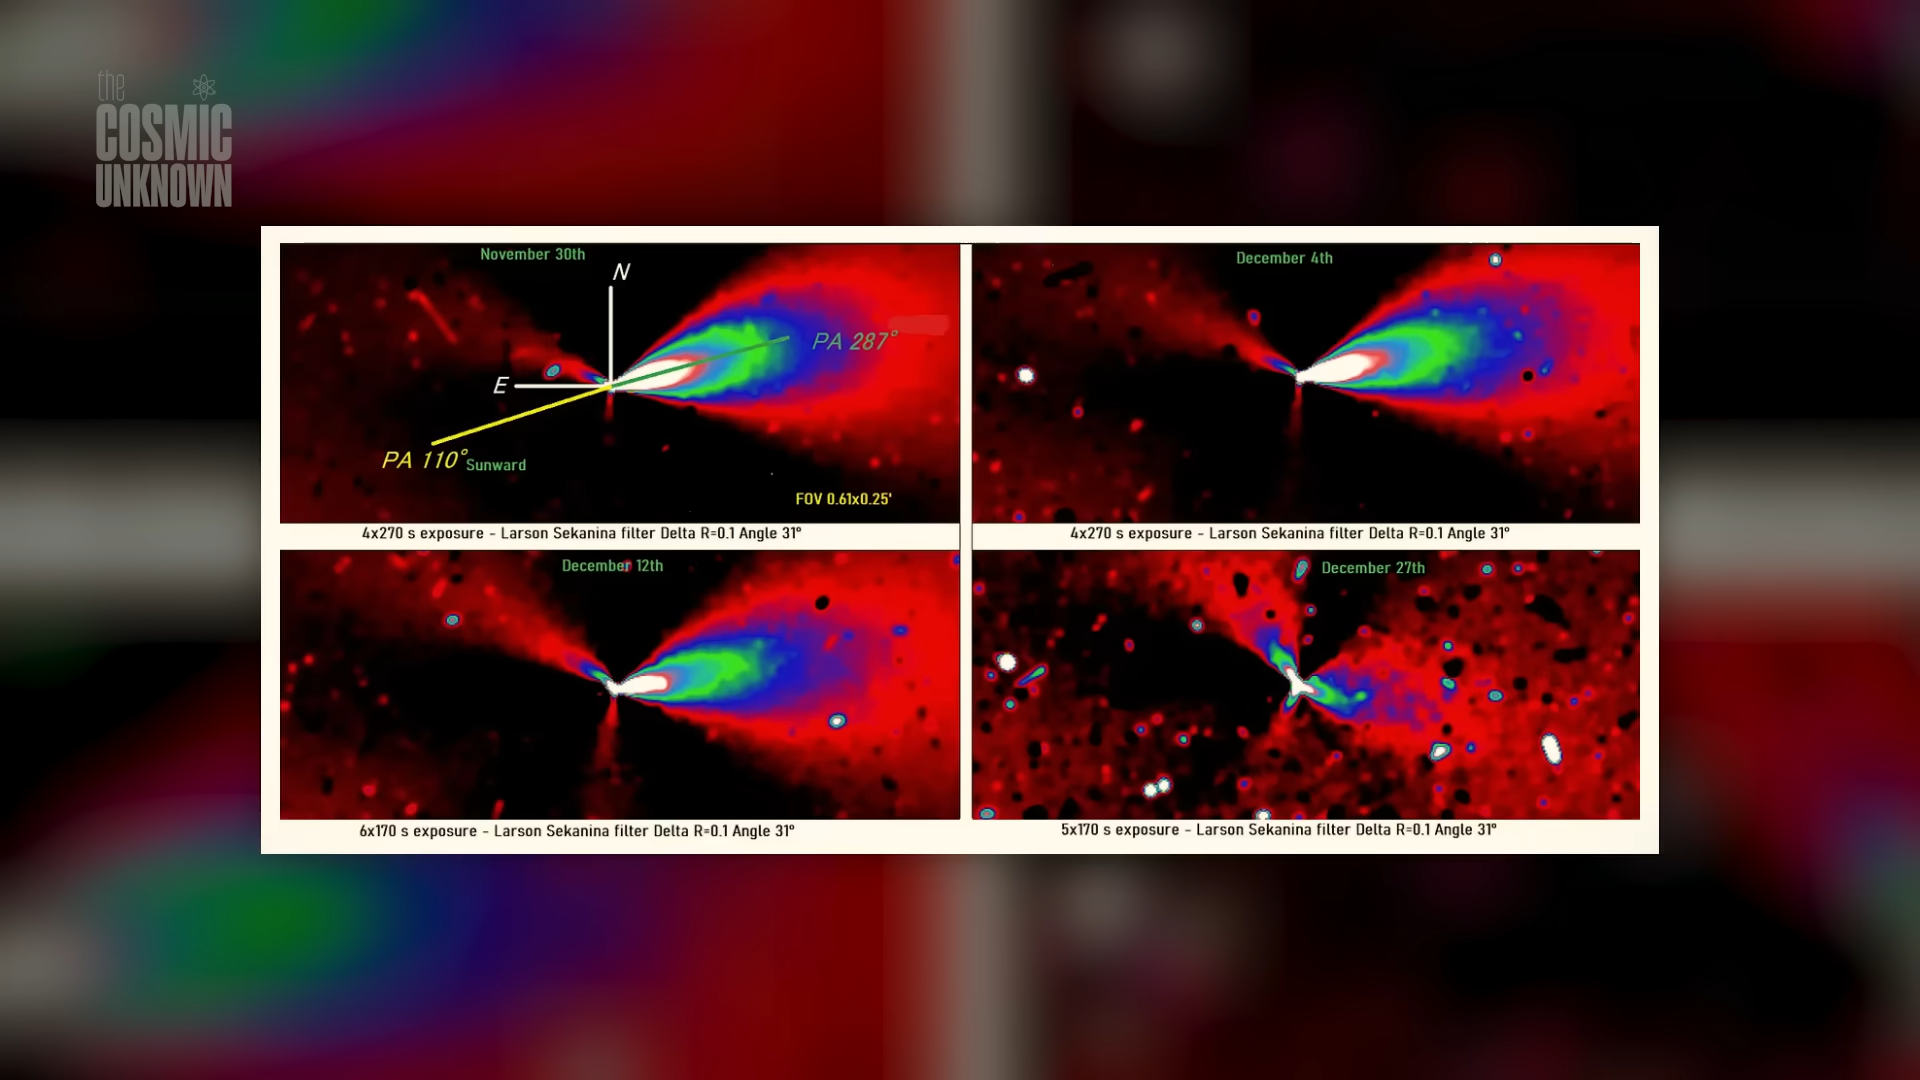 the
COSMIC
UNKNOWN
November 30th
N
E
PA 287°
PA 110° Sunward
FOV 0.61x0.25'
4x270 s exposure - Larson Sekanina filter Delta R=0.1 Angle 31°
December 4th
4x270 s exposure - Larson Sekanina filter Delta R=0.1 Angle 31°
December 12th
6x170 s exposure - Larson Sekanina filter Delta R=0.1 Angle 31°
December 27th
5x170 s exposure - Larson Sekanina filter Delta R=0.1 Angle 31°